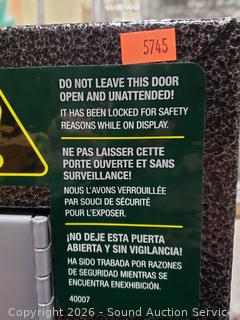 5745
DO NOT LEAVE THIS DOOR
OPEN AND UNATTENDED!
IT HAS BEEN LOCKED FOR SAFETY
REASONS WHILE ON DISPLAY.
NE PAS LAISSER CETTE
PORTE OUVERTE ET SANS
SURVEILLANCE!
NOUS L'AVONS VERROUILLÉE
PAR SOUCI DE SÉCURITÉ
POUR L'EXPOSER.
¡NO DEJE ESTA PUERTA
ABIERTA Y SIN VIGILANCIA!
HA SIDO TRABADA POR RAZONES
DE SEGURIDAD MIENTRAS SE
ENCUENTRA ENEXHIBICIÓN.
40007
Copyright 2026 - Sound Auction Service